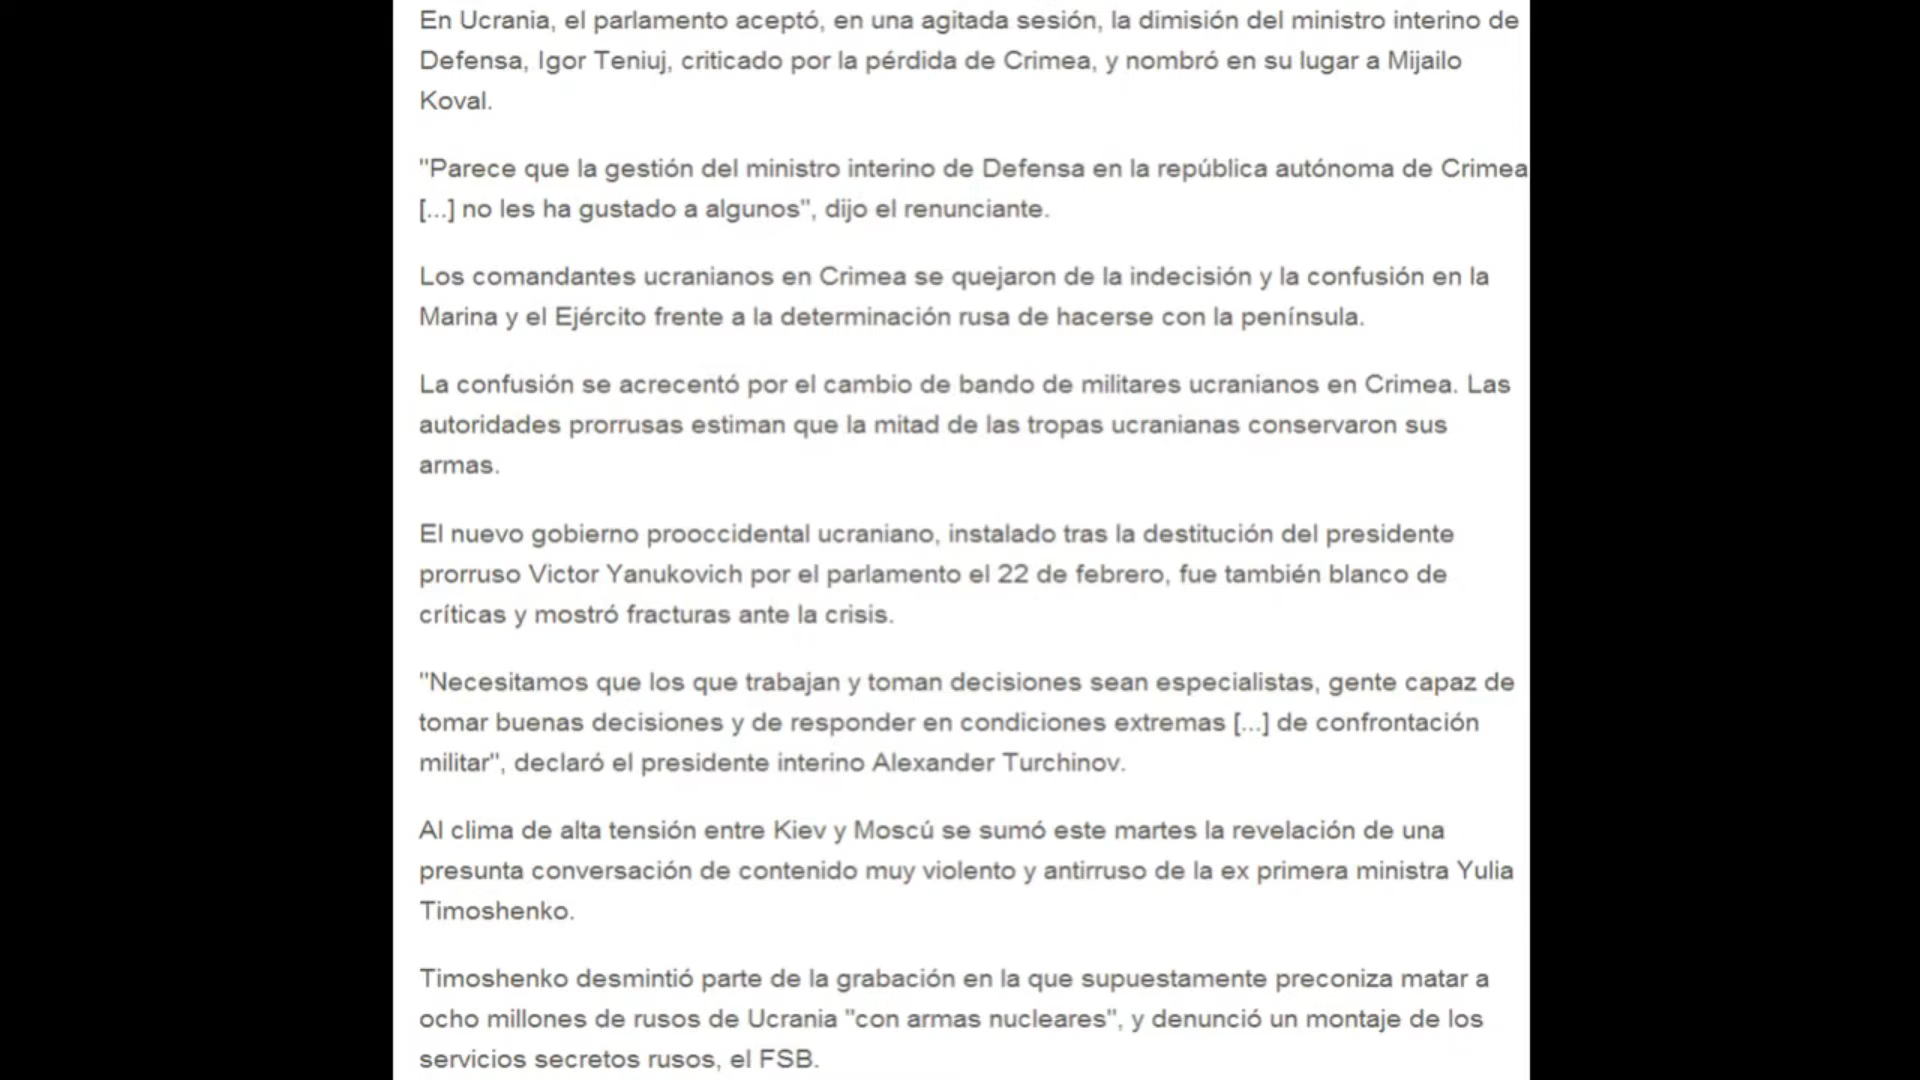 En Ucrania, el parlamento aceptó, en una agitada sesión, la dimisión del ministro interino de
Defensa, Igor Teniuj, criticado por la pérdida de Crimea, y nombró en su lugar a Mijailo
Koval.
"Parece que la gestión del ministro interino de Defensa en la república autónoma de Crimea
[...] no les ha gustado a algunos", dijo el renunciante.
Los comandantes ucranianos en Crimea se quejaron de la indecisión y la confusión en la
Marina y el Ejército frente a la determinación rusa de hacerse con la península.
La confusión se acrecentó por el cambio de bando de militares ucranianos en Crimea. Las
autoridades prorrusas estiman que la mitad de las tropas ucranianas conservaron sus
armas.
El nuevo gobierno prooccidental ucraniano, instalado tras la destitución del presidente
prorruso Victor Yanukovich por el parlamento el 22 de febrero, fue también blanco de
críticas y mostró fracturas ante la crisis.
"Necesitamos que los que trabajan y toman decisiones sean especialistas, gente capaz de
tomar buenas decisiones y de responder en condiciones extremas [...] de confrontación
militar", declaró el presidente interino Alexander Turchinov.
Al clima de alta tensión entre Kiev y Moscú se sumó este martes la revelación de una
presunta conversación de contenido muy violento y antirruso de la ex primera ministra Yulia
Timoshenko.
Timoshenko desmintió parte de la grabación en la que supuestamente preconiza matar a
ocho millones de rusos de Ucrania "con armas nucleares", y denunció un montaje de los
servicios secretos rusos, el FSB.